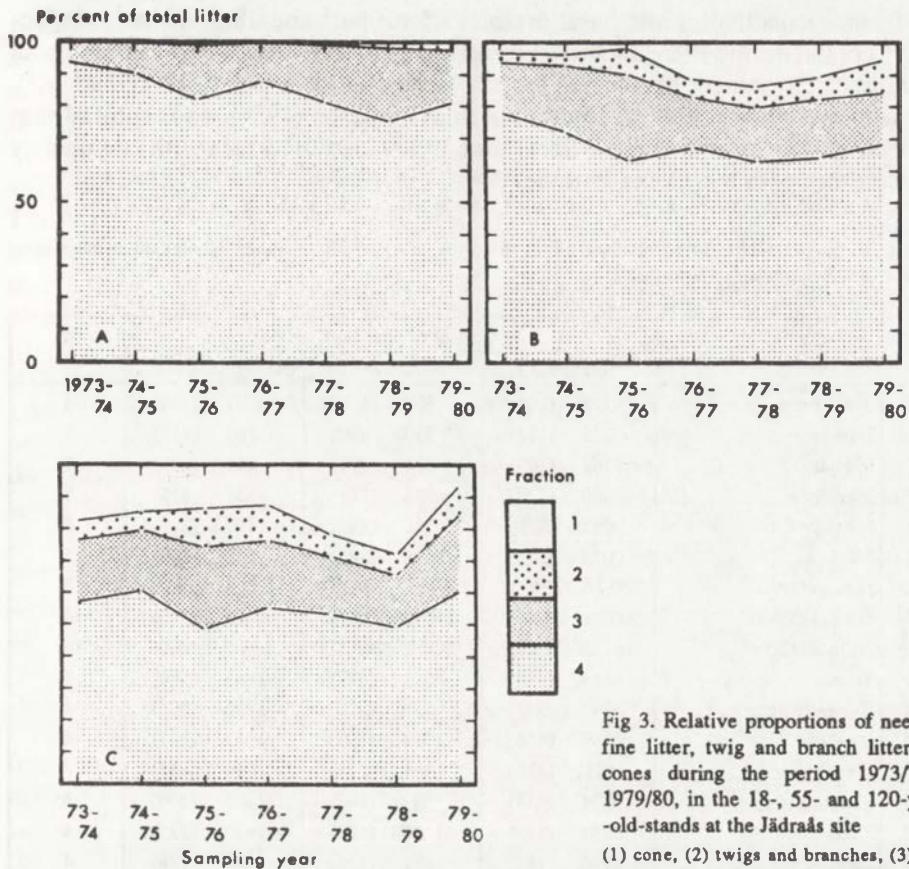 Per cent of total litter
100
50
0
A
B
1973-74
74-75
75-76
76-77
77-78
78-79
79-80
73-74
74-75
75-76
76-77
77-78
78-79
79-80
C
73-74
74-75
75-76
76-77
77-78
78-79
79-80
Sampling year
Fraction
2
3
4
Fig 3. Relative proportions of nee
fine litter, twig and branch litter
cones during the period 1973/
1979/80, in the 18-, 55- and 120-
-old-stands at the Jädraås site
(1) cone, (2) twigs and branches, (3)